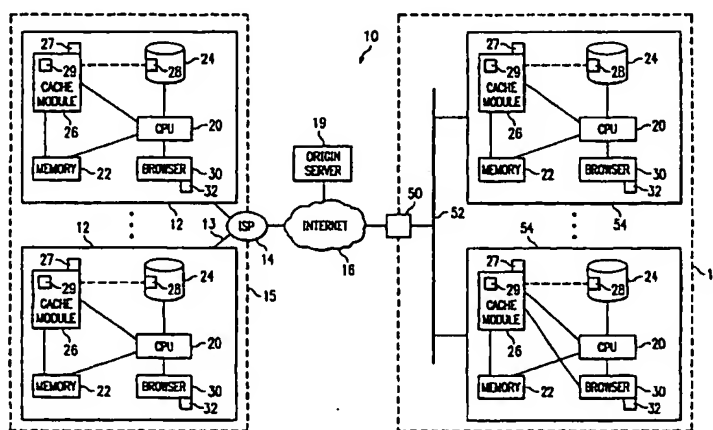 10
27
29
CACHE
MODULE
26
28
24
CPU
20
MEMORY
22
BROWSER
30
32
12
12
13
27
29
CACHE
MODULE
26
28
24
CPU
20
MEMORY
22
BROWSER
30
32
ISP
14
15
19
ORIGIN
SERVER
INTERNET
16
50
52
27
29
CACHE
MODULE
26
28
24
CPU
20
MEMORY
22
BROWSER
30
32
54
54
27
29
CACHE
MODULE
26
28
24
CPU
20
MEMORY
22
BROWSER
30
32